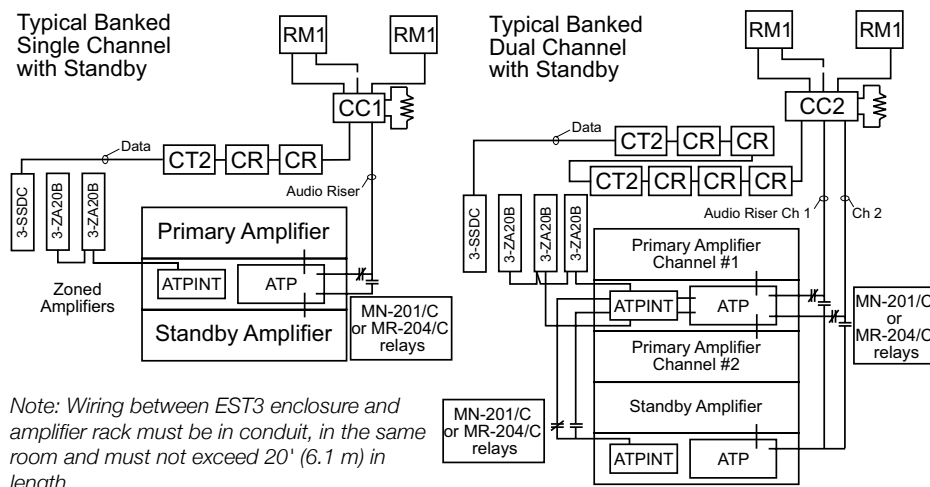 Typical Banked
Single Channel
with Standby
RM1
RM1
CC1
Data
CT2
CR
CR
Audio Riser
3-SSDC
3-ZA20B
3-ZA20B
Zoned
Amplifiers
Primary Amplifier
ATPINT
ATP
Standby Amplifier
MN-201/C
or MR-204/C
relays
Note: Wiring between EST3 enclosure and
amplifier rack must be in conduit, in the same
room and must not exceed 20' (6.1 m) in
length
Typical Banked
Dual Channel
with Standby
RM1
RM1
CC2
Data
CT2
CR
CR
CT2
CR
CR
CR
Audio Riser Ch 1
Ch 2
3-SSDC
3-ZA20B
3-ZA20B
3-ZA20B
Primary Amplifier
Channel #1
ATPINT
ATP
MN-201/C
or
MR-204/C
relays
Primary Amplifier
Channel #2
Standby Amplifier
MN-201/C
or MR-204/C
relays
ATPINT
ATP